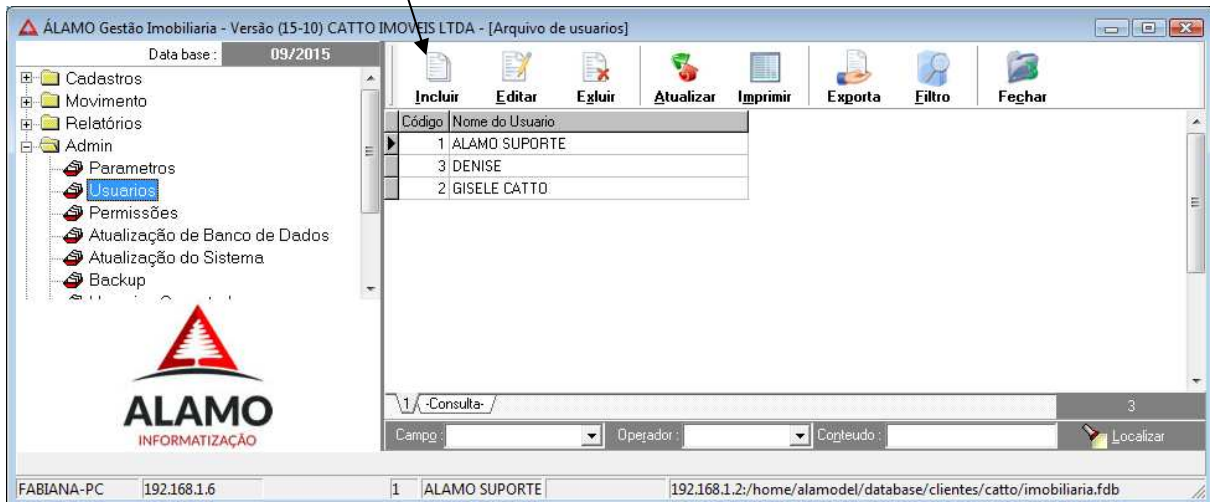 ÁLAMO Gestão Imobiliaria - Versão (15-10) CATTO IMOVEIS LTDA - [Arquivo de usuarios]
Data base : 09/2015
Cadastros
Movimento
Relatórios
Admin
Parametros
Usuarios
Permissões
Atualização de Banco de Dados
Atualização do Sistema
Backup
ALAMO
INFORMATIZAÇÃO
Incluir Editar Exluir Atualizar Imprimir Exporta Filtro Fechar
Código Nome do Usuario
1 ALAMO SUPORTE
3 DENISE
2 GISELE CATTO
1 -Consulta- 3
Campo : Operador : Conteudo : Localizar
FABIANA-PC 192.168.1.6 1 ALAMO SUPORTE 192.168.1.2:/home/alamodel/database/clientes/catto/imobiliaria.fdb